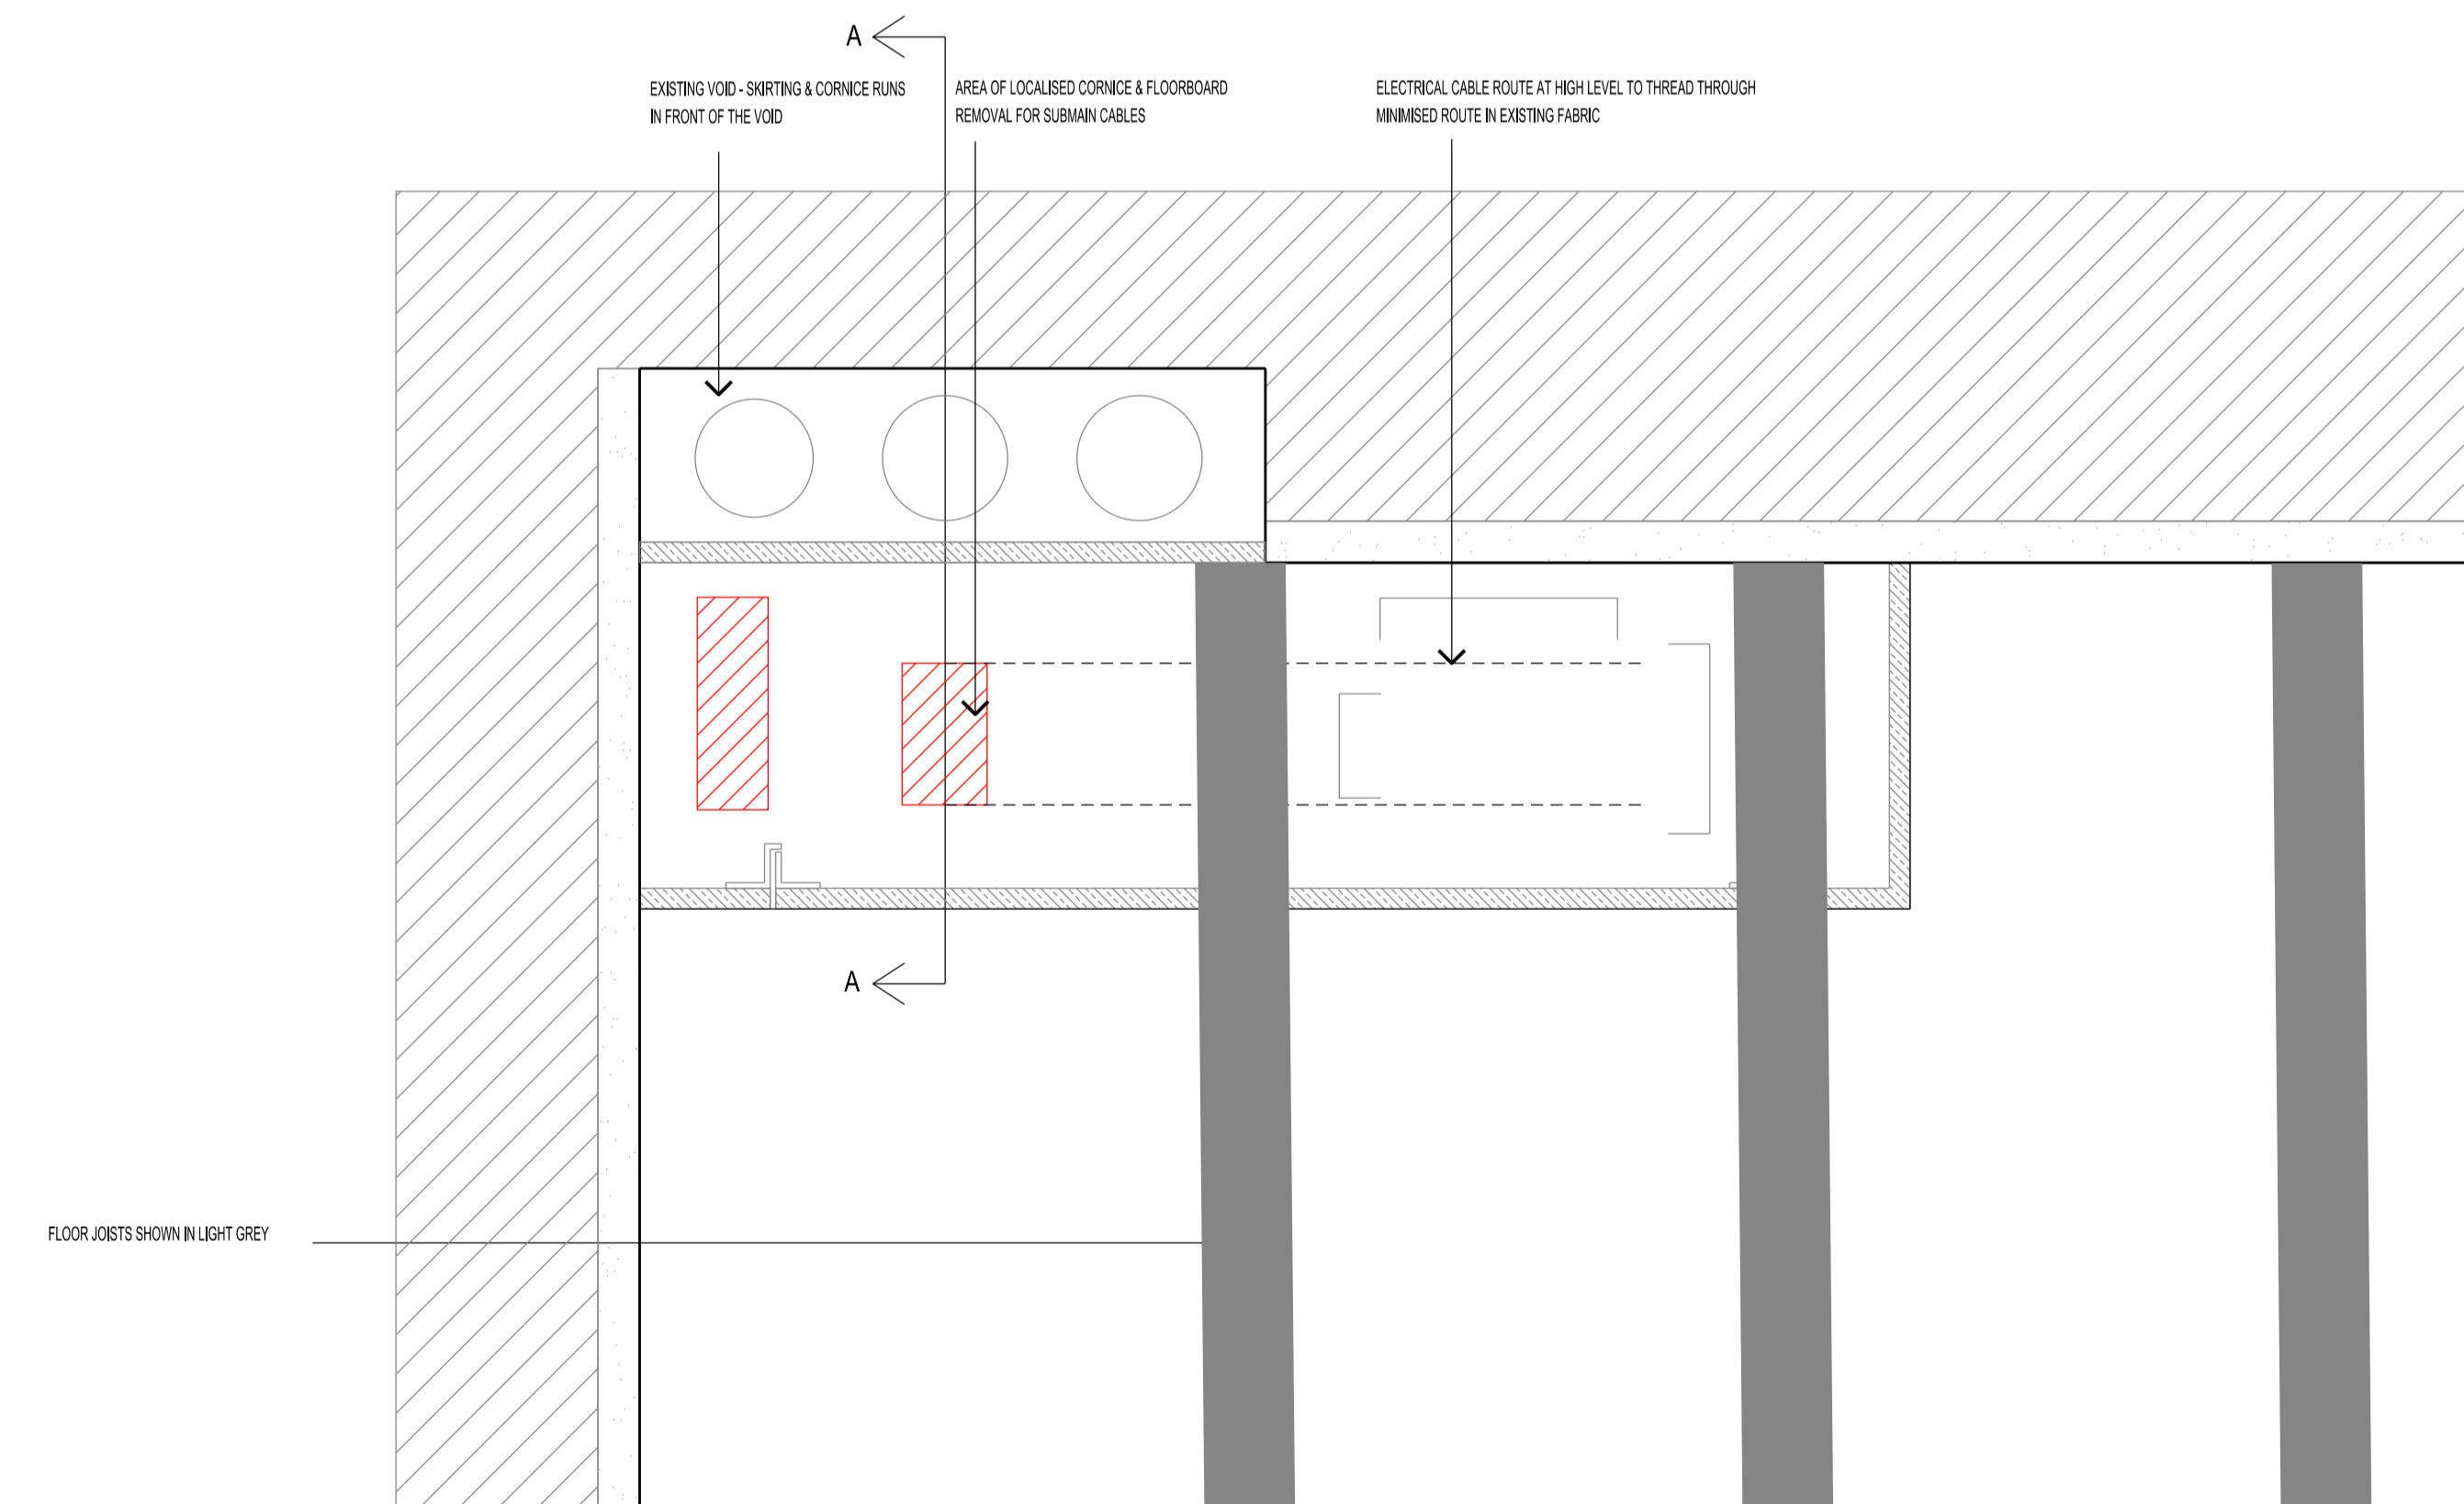 A
EXISTING VOID - SKIRTING & CORNICE RUNS
IN FRONT OF THE VOID
AREA OF LOCALISED CORNICE & FLOORBOARD
REMOVAL FOR SUBMAIN CABLES
ELECTRICAL CABLE ROUTE AT HIGH LEVEL TO THREAD THROUGH
MINIMISED ROUTE IN EXISTING FABRIC
A
FLOOR JOISTS SHOWN IN LIGHT GREY